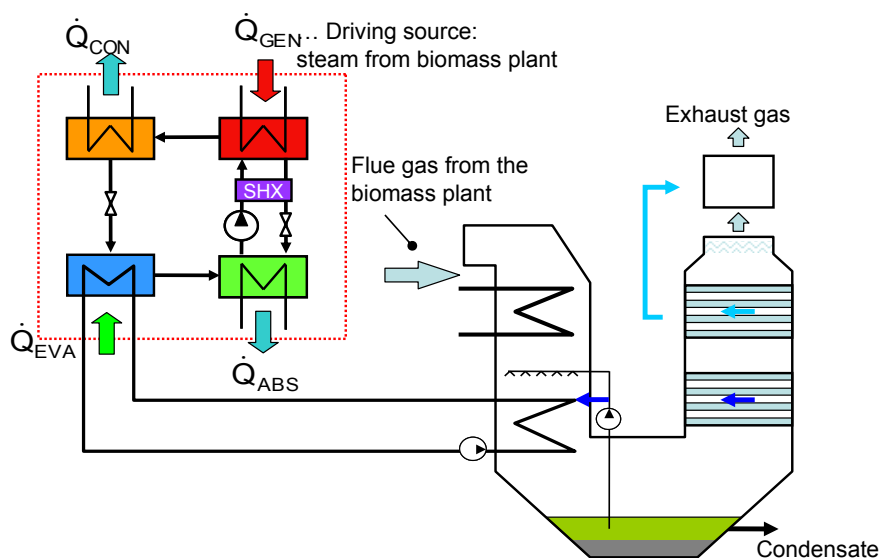 Q̇CON
Q̇GEN... Driving source:
steam from biomass plant
SHX
Q̇EVA
Q̇ABS
Flue gas from the
biomass plant
Exhaust gas
Condensate